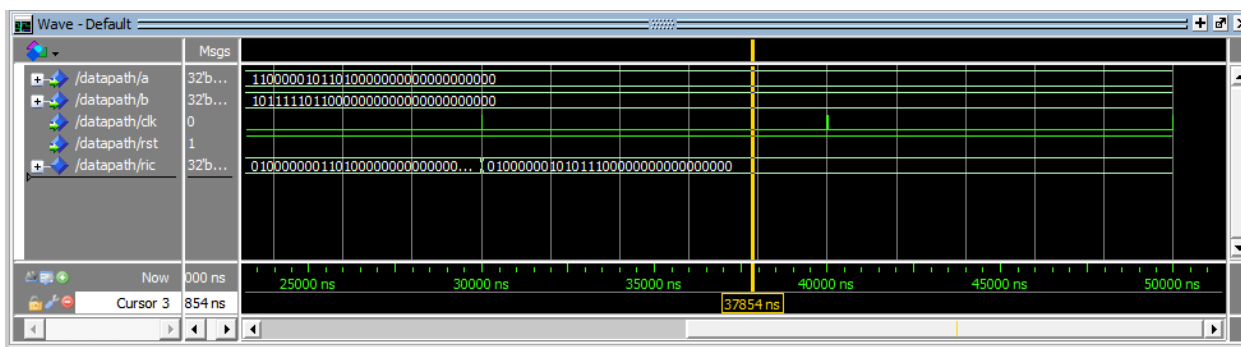 Wave - Default
Msgs
/datapath/a 32'b... 11000001011010000000000000000000
/datapath/b 32'b... 10111110110000000000000000000000
/datapath/clk 0
/datapath/rst 1
/datapath/ric 32'b... 010000000110100000000000000... 01000000101011100000000000000000
Now 000 ns 25000 ns 30000 ns 35000 ns 40000 ns 45000 ns 50000 ns
Cursor 3 854 ns 37854 ns